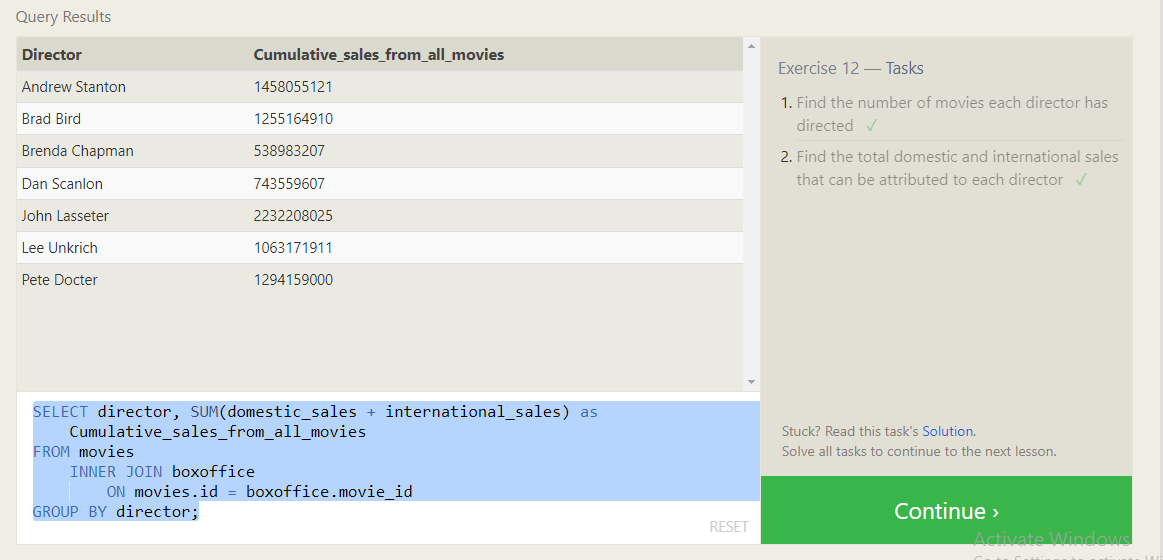 Query Results
Director Cumulative_sales_from_all_movies
Andrew Stanton 1458055121
Brad Bird 1255164910
Brenda Chapman 538983207
Dan Scanlon 743559607
John Lasseter 2232208025
Lee Unkrich 1063171911
Pete Docter 1294159000
SELECT director, SUM(domestic_sales + international_sales) as
Cumulative_sales_from_all_movies
FROM movies
INNER JOIN boxoffice
ON movies.id = boxoffice.movie_id
GROUP BY director;
RESET
Exercise 12 — Tasks
1. Find the number of movies each director has
directed ✓
2. Find the total domestic and international sales
that can be attributed to each director ✓
Stuck? Read this task's Solution.
Solve all tasks to continue to the next lesson.
Continue ›
Activate Windows
Go to Settings to activate